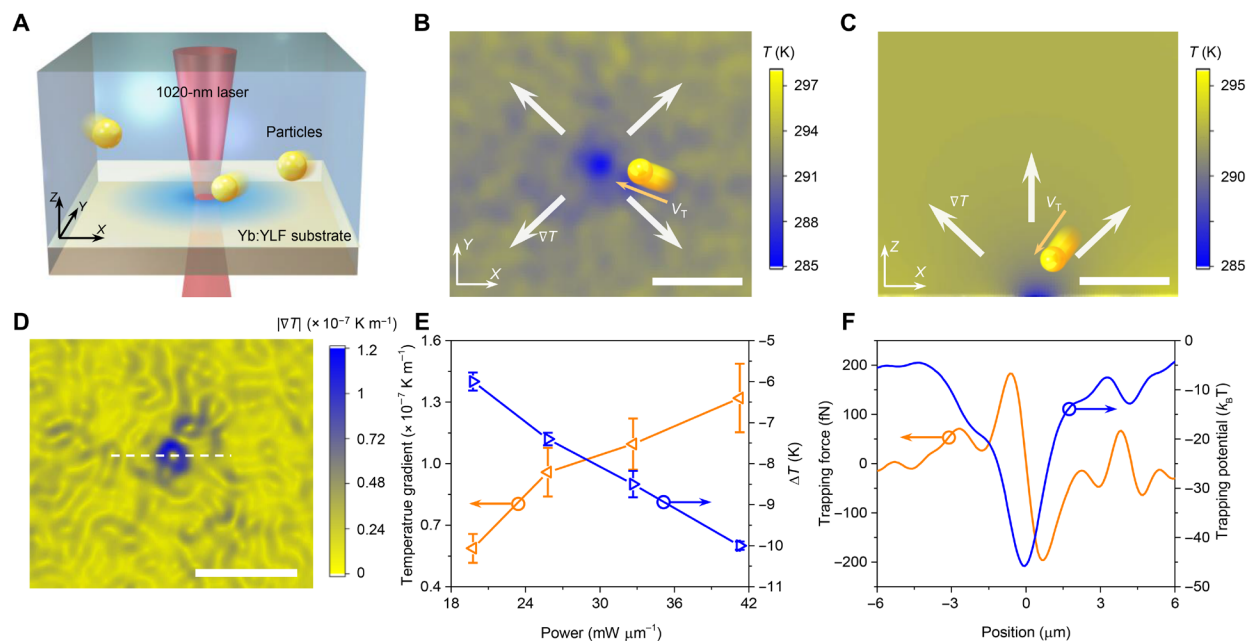 A
1020-nm laser
Particles
Z
Y
X
Yb:YLF substrate
B
T (K)
297
294
291
288
285
V_T
∇T
Y
X
C
T (K)
295
290
285
∇T
V_T
Z
X
D
|∇T| (× 10⁻⁷ K m⁻¹)
1.2
0.96
0.72
0.48
0.24
0
E
Temperatrue gradient (× 10⁻⁷ K m⁻¹)
1.6
1.3
1.0
0.7
0.4
18 24 30 36 42
Power (mW μm⁻¹)
−5
−6
−7
−8
−9
−10
−11
ΔT (K)
F
Trapping force (fN)
200
100
0
−100
−200
−6 −3 0 3 6
Position (μm)
0
−10
−20
−30
−40
−50
Trapping potential (k_BT)